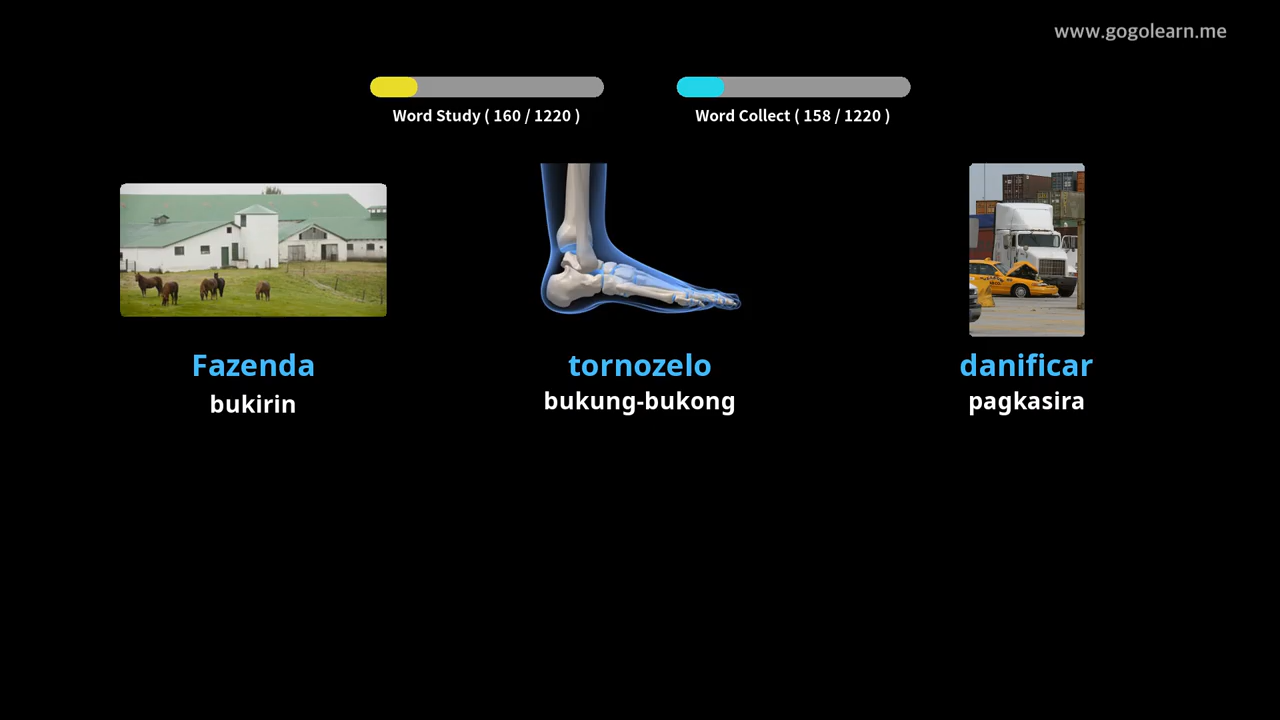 www.gogolearn.me
Word Study ( 160 / 1220 )
Word Collect ( 158 / 1220 )
Fazenda
bukirin
tornozelo
bukung-bukong
danificar
pagkasira